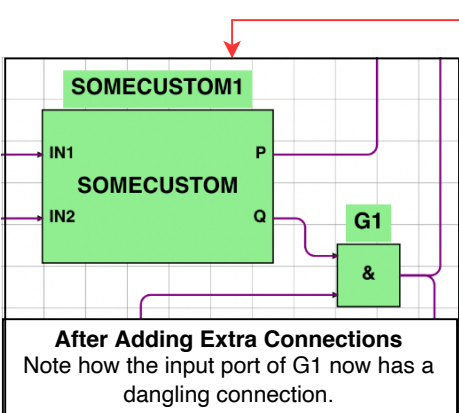 SOMECUSTOM1
IN1
P
SOMECUSTOM
IN2
Q
G1
&
After Adding Extra Connections
Note how the input port of G1 now has a
dangling connection.